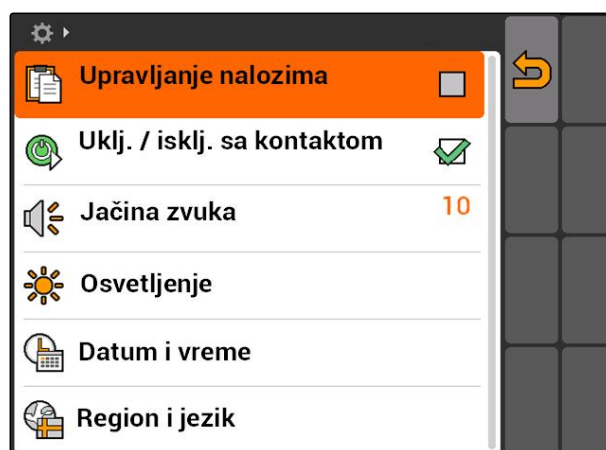 Upravljanje nalozima
Uklj. / isklj. sa kontaktom
Jačina zvuka 10
Osvetljenje
Datum i vreme
Region i jezik